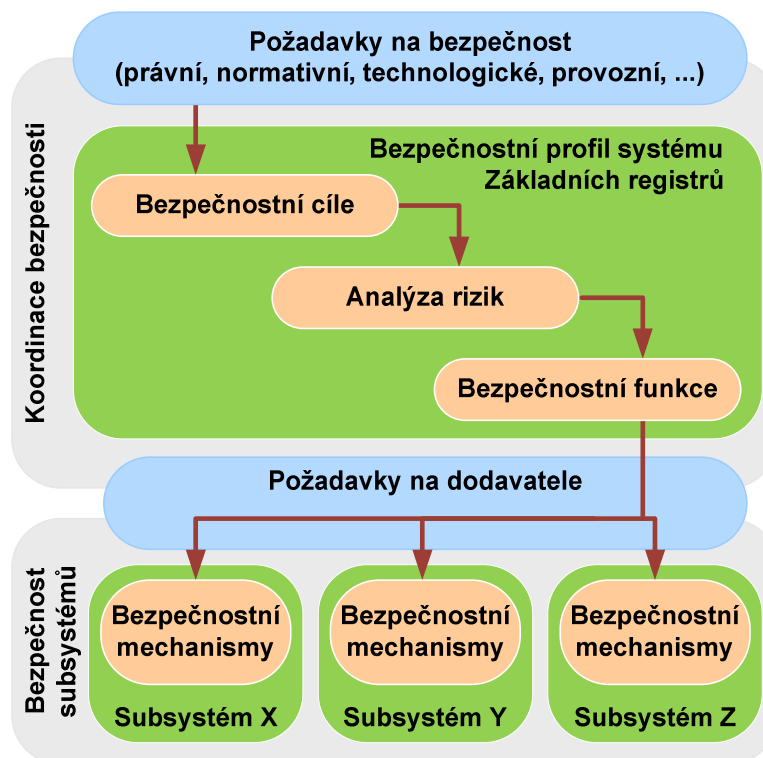 Požadavky na bezpečnost
(právní, normativní, technologické, provozní, ...)
Koordinace bezpečnosti
Bezpečnostní profil systému
Základních registrů
Bezpečnostní cíle
Analýza rizik
Bezpečnostní funkce
Požadavky na dodavatele
Bezpečnost
subsystémů
Bezpečnostní
mechanismy
Subsystém X
Bezpečnostní
mechanismy
Subsystém Y
Bezpečnostní
mechanismy
Subsystém Z